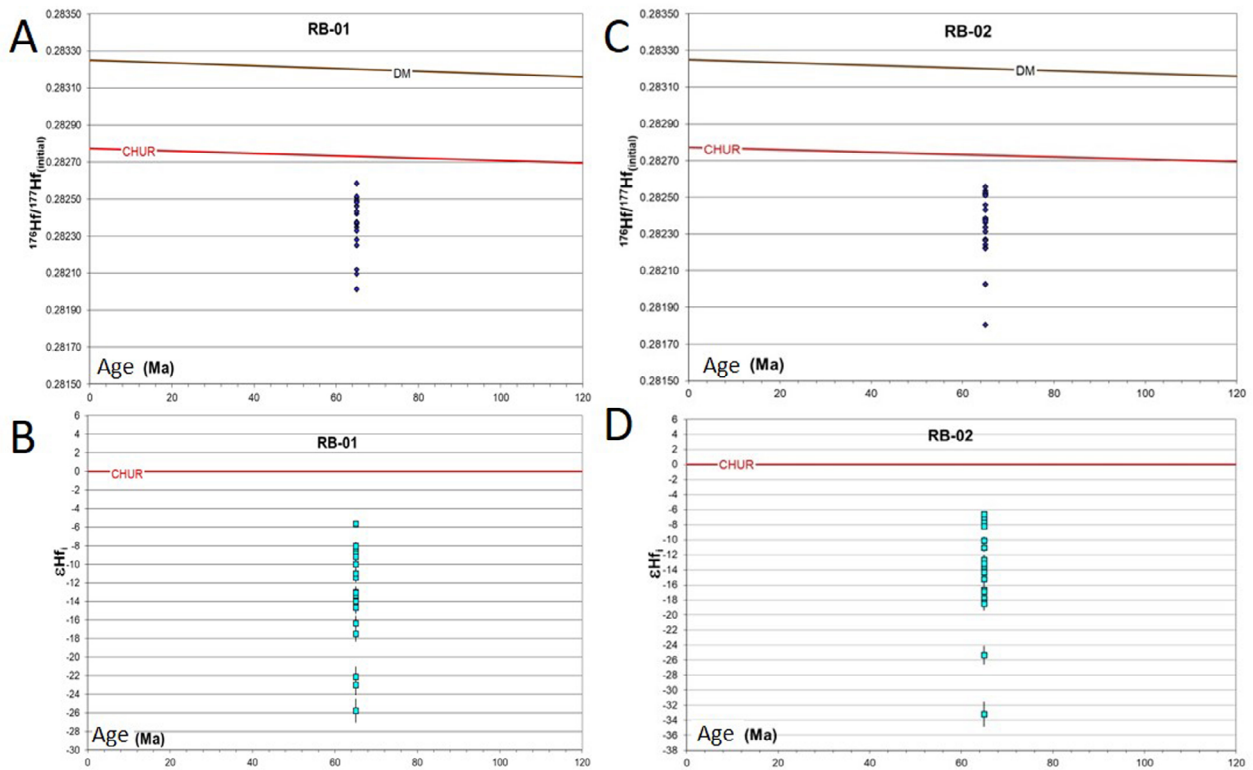 A
RB-01
0.28350
0.28330
0.28310
0.28290
0.28270
0.28250
0.28230
0.28210
0.28190
0.28170
0.28150
176Hf/177Hf(initial)
DM
CHUR
Age (Ma)
0 20 40 60 80 100 120
C
RB-02
0.28350
0.28330
0.28310
0.28290
0.28270
0.28250
0.28230
0.28210
0.28190
0.28170
0.28150
176Hf/177Hf(initial)
DM
CHUR
Age (Ma)
0 20 40 60 80 100 120
B
RB-01
6
4
2
0
-2
-4
-6
-8
-10
-12
-14
-16
-18
-20
-22
-24
-26
-28
-30
εHfi
CHUR
Age (Ma)
0 20 40 60 80 100 120
D
RB-02
6
4
2
0
-2
-4
-6
-8
-10
-12
-14
-16
-18
-20
-22
-24
-26
-28
-30
-32
-34
-36
-38
εHfi
CHUR
Age (Ma)
0 20 40 60 80 100 120